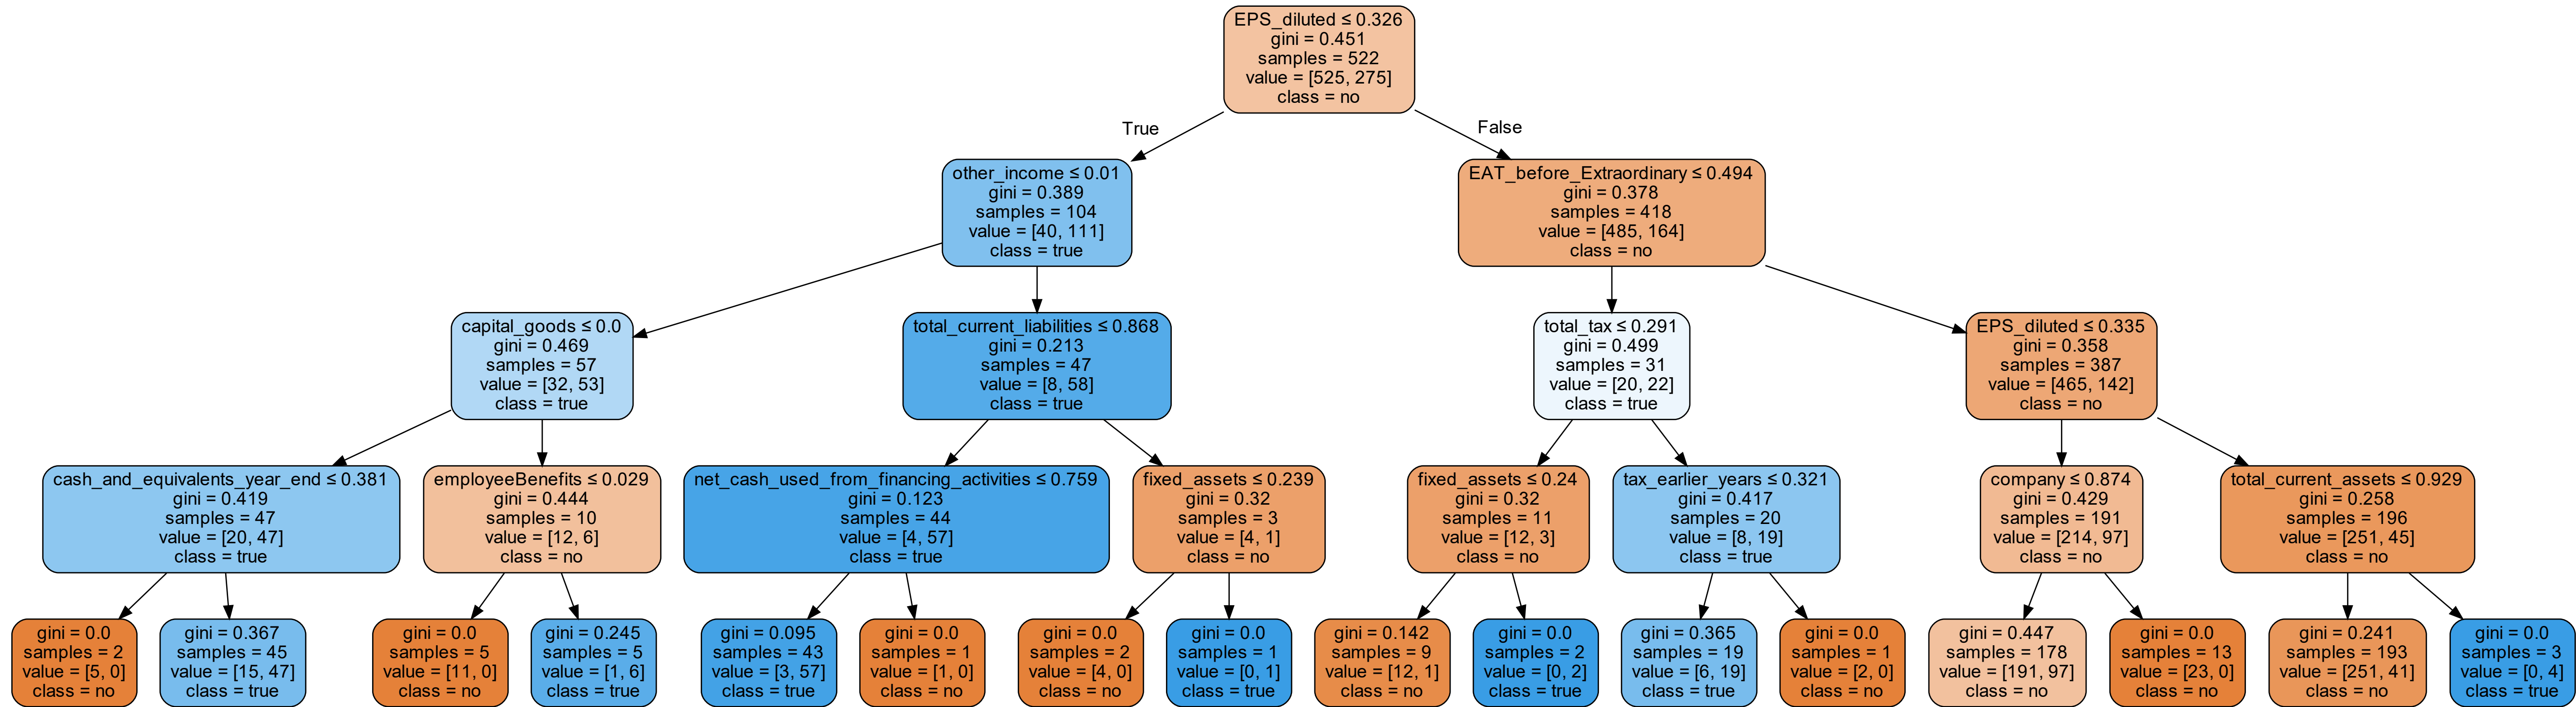 EPS_diluted ≤ 0.326
gini = 0.451
samples = 522
value = [525, 275]
class = no
True
False
other_income ≤ 0.01
gini = 0.389
samples = 104
value = [40, 111]
class = true
EAT_before_Extraordinary ≤ 0.494
gini = 0.378
samples = 418
value = [485, 164]
class = no
capital_goods ≤ 0.0
gini = 0.469
samples = 57
value = [32, 53]
class = true
total_current_liabilities ≤ 0.868
gini = 0.213
samples = 47
value = [8, 58]
class = true
total_tax ≤ 0.291
gini = 0.499
samples = 31
value = [20, 22]
class = true
EPS_diluted ≤ 0.335
gini = 0.358
samples = 387
value = [465, 142]
class = no
cash_and_equivalents_year_end ≤ 0.381
gini = 0.419
samples = 47
value = [20, 47]
class = true
employeeBenefits ≤ 0.029
gini = 0.444
samples = 10
value = [12, 6]
class = no
net_cash_used_from_financing_activities ≤ 0.759
gini = 0.123
samples = 44
value = [4, 57]
class = true
fixed_assets ≤ 0.239
gini = 0.32
samples = 3
value = [4, 1]
class = no
fixed_assets ≤ 0.24
gini = 0.32
samples = 11
value = [12, 3]
class = no
tax_earlier_years ≤ 0.321
gini = 0.417
samples = 20
value = [8, 19]
class = true
company ≤ 0.874
gini = 0.429
samples = 191
value = [214, 97]
class = no
total_current_assets ≤ 0.929
gini = 0.258
samples = 196
value = [251, 45]
class = no
gini = 0.0
samples = 2
value = [5, 0]
class = no
gini = 0.367
samples = 45
value = [15, 47]
class = true
gini = 0.0
samples = 5
value = [11, 0]
class = no
gini = 0.245
samples = 5
value = [1, 6]
class = true
gini = 0.095
samples = 43
value = [3, 57]
class = true
gini = 0.0
samples = 1
value = [1, 0]
class = no
gini = 0.0
samples = 2
value = [4, 0]
class = no
gini = 0.0
samples = 1
value = [0, 1]
class = true
gini = 0.142
samples = 9
value = [12, 1]
class = no
gini = 0.0
samples = 2
value = [0, 2]
class = true
gini = 0.365
samples = 19
value = [6, 19]
class = true
gini = 0.0
samples = 1
value = [2, 0]
class = no
gini = 0.447
samples = 178
value = [191, 97]
class = no
gini = 0.0
samples = 13
value = [23, 0]
class = no
gini = 0.241
samples = 193
value = [251, 41]
class = no
gini = 0.0
samples = 3
value = [0, 4]
class = true